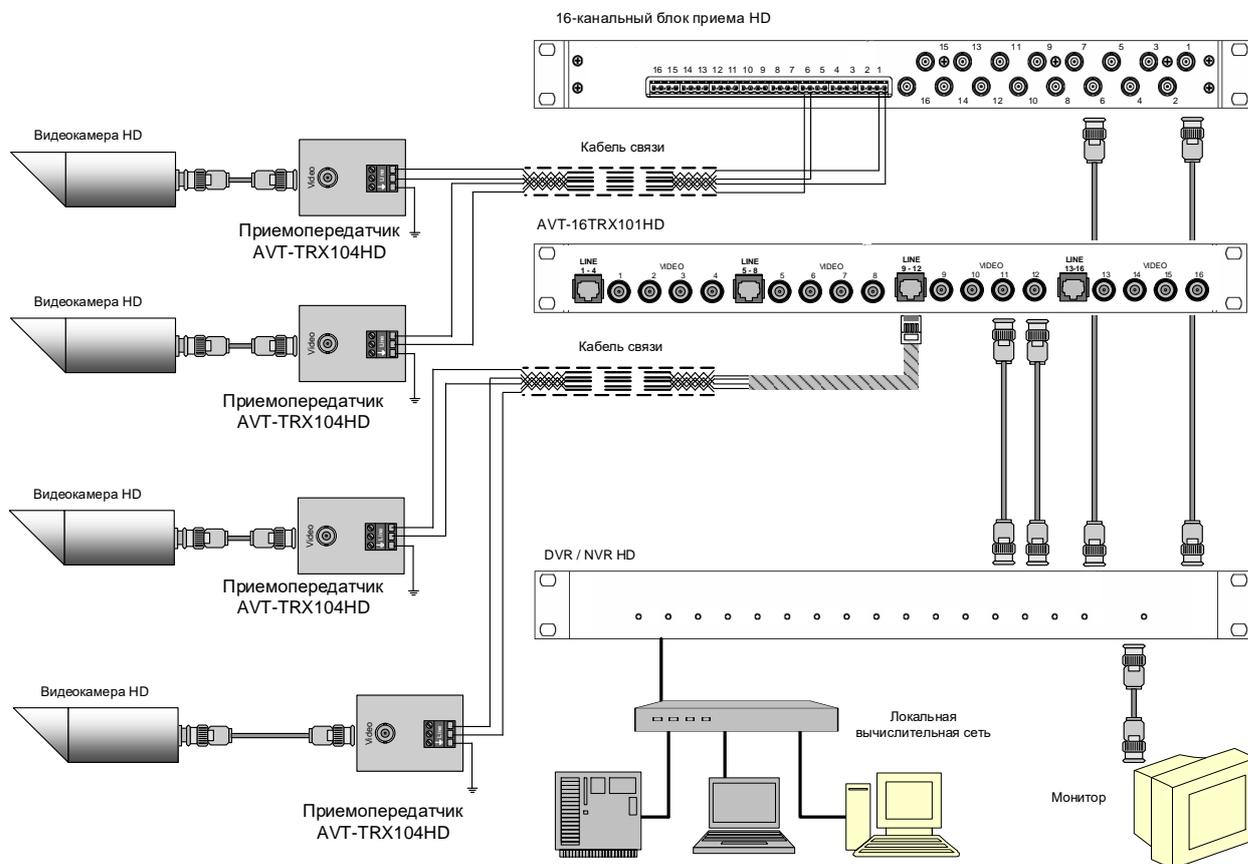 16-канальный блок приема HD
15 13 11 9 7 5 3 1
16 15 14 13 12 11 10 9 8 7 6 5 4 3 2 1
16 14 12 10 8 6 4 2
Видеокамера HD
Video
Кабель связи
Приемопередатчик
AVT-TRX104HD
AVT-16TRX101HD
LINE
1 - 4
VIDEO
1 2 3 4
LINE
5 - 8
VIDEO
5 6 7 8
LINE
9 - 12
VIDEO
9 10 11 12
LINE
13-16
VIDEO
13 14 15 16
Видеокамера HD
Video
Приемопередатчик
AVT-TRX104HD
Кабель связи
Видеокамера HD
Video
Приемопередатчик
AVT-TRX104HD
DVR / NVR HD
Видеокамера HD
Video
Приемопередатчик
AVT-TRX104HD
Локальная
вычислительная сеть
Монитор